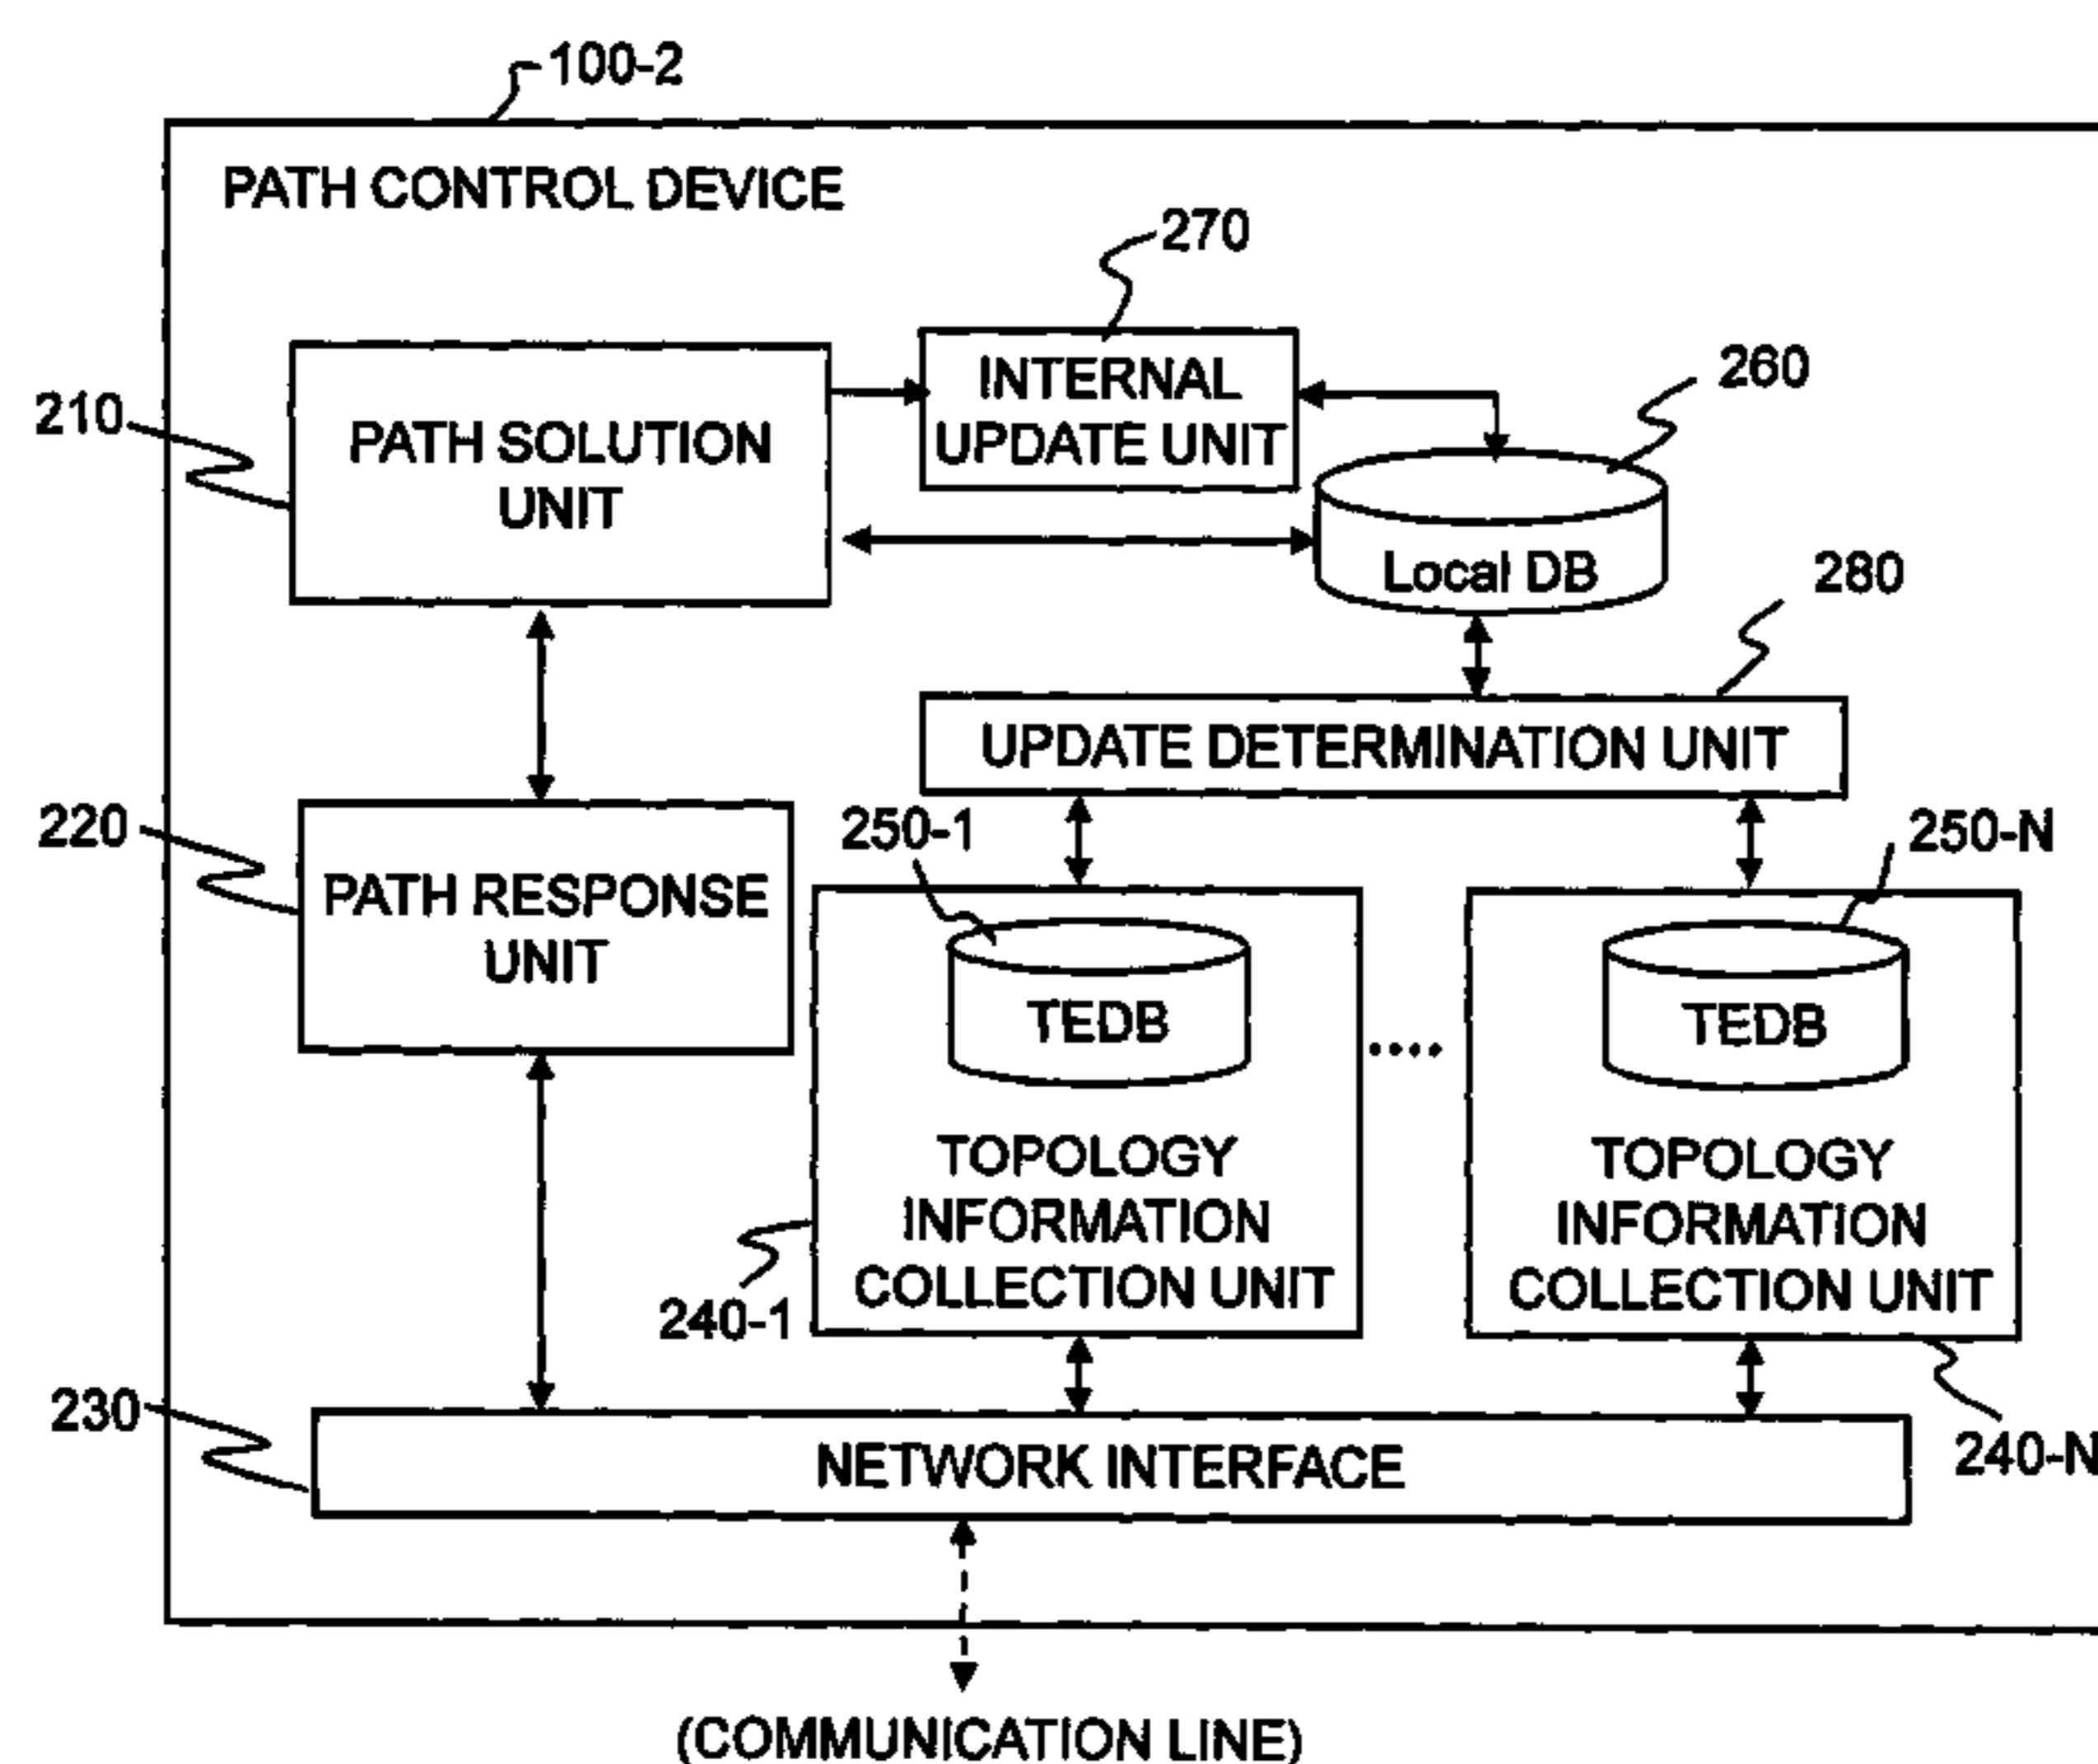 100-2
PATH CONTROL DEVICE
270
INTERNAL
UPDATE UNIT
260
210
PATH SOLUTION
UNIT
Local DB
280
UPDATE DETERMINATION UNIT
220
250-1
250-N
PATH RESPONSE
UNIT
TEDB
....
TEDB
TOPOLOGY
INFORMATION
COLLECTION UNIT
TOPOLOGY
INFORMATION
COLLECTION UNIT
240-1
230
NETWORK INTERFACE
240-N
(COMMUNICATION LINE)